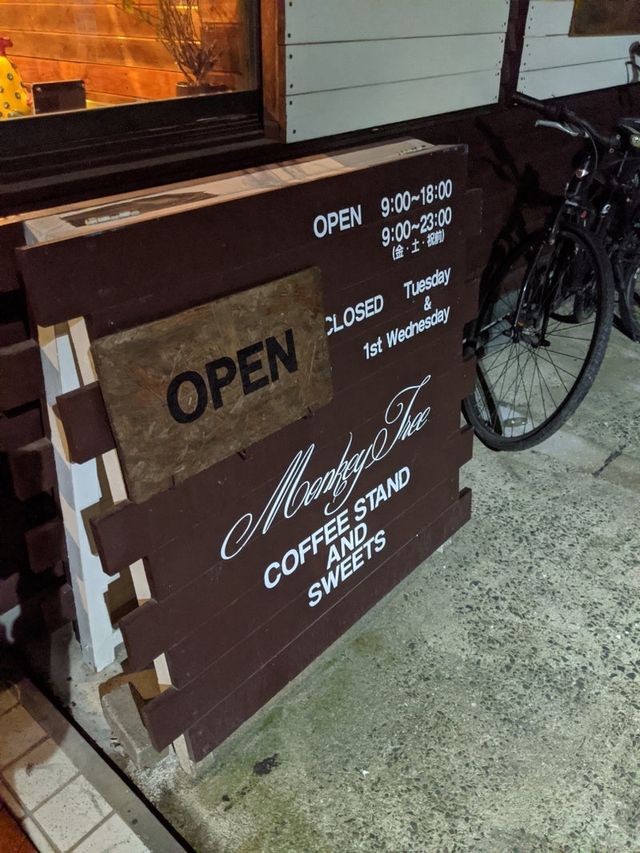 OPEN 9:00~18:00
9:00~23:00
(金・土・祝前)
CLOSED Tuesday
&
1st Wednesday
OPEN
Monkey Tree
COFFEE STAND
AND
SWEETS